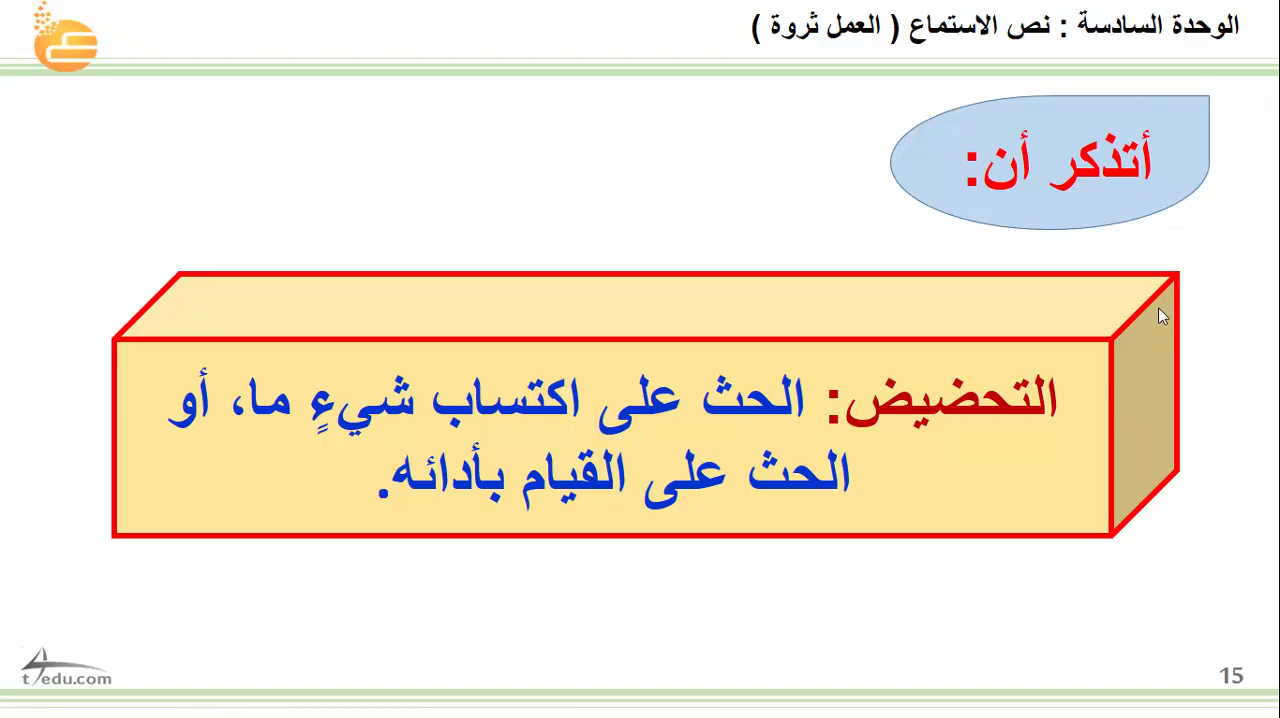 الوحدة السادسة : نص الاستماع ( العمل ثروة )
أتذكر أن:
التحضيض: الحث على اكتساب شيءٍ ما، أو
الحث على القيام بأدائه.
t4edu.com
15